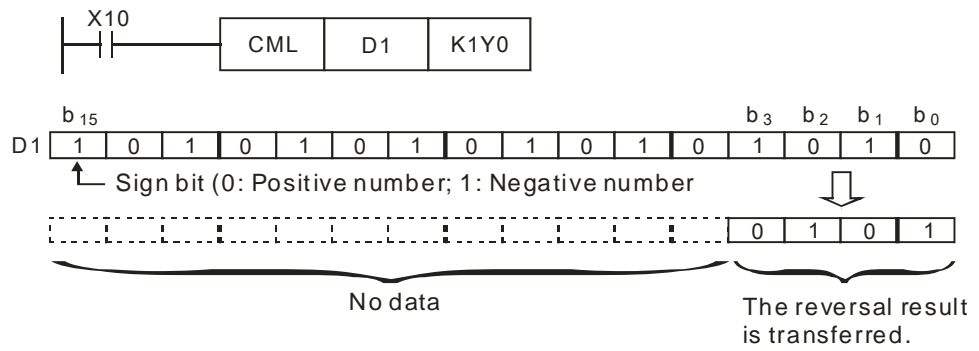 X10
CML D1 K1Y0
b15 b3 b2 b1 b0
D1 1 0 1 0 1 0 1 0 1 0 1 0 1 0 1 0
Sign bit (0: Positive number; 1: Negative number
0 1 0 1
No data
The reversal result
is transferred.